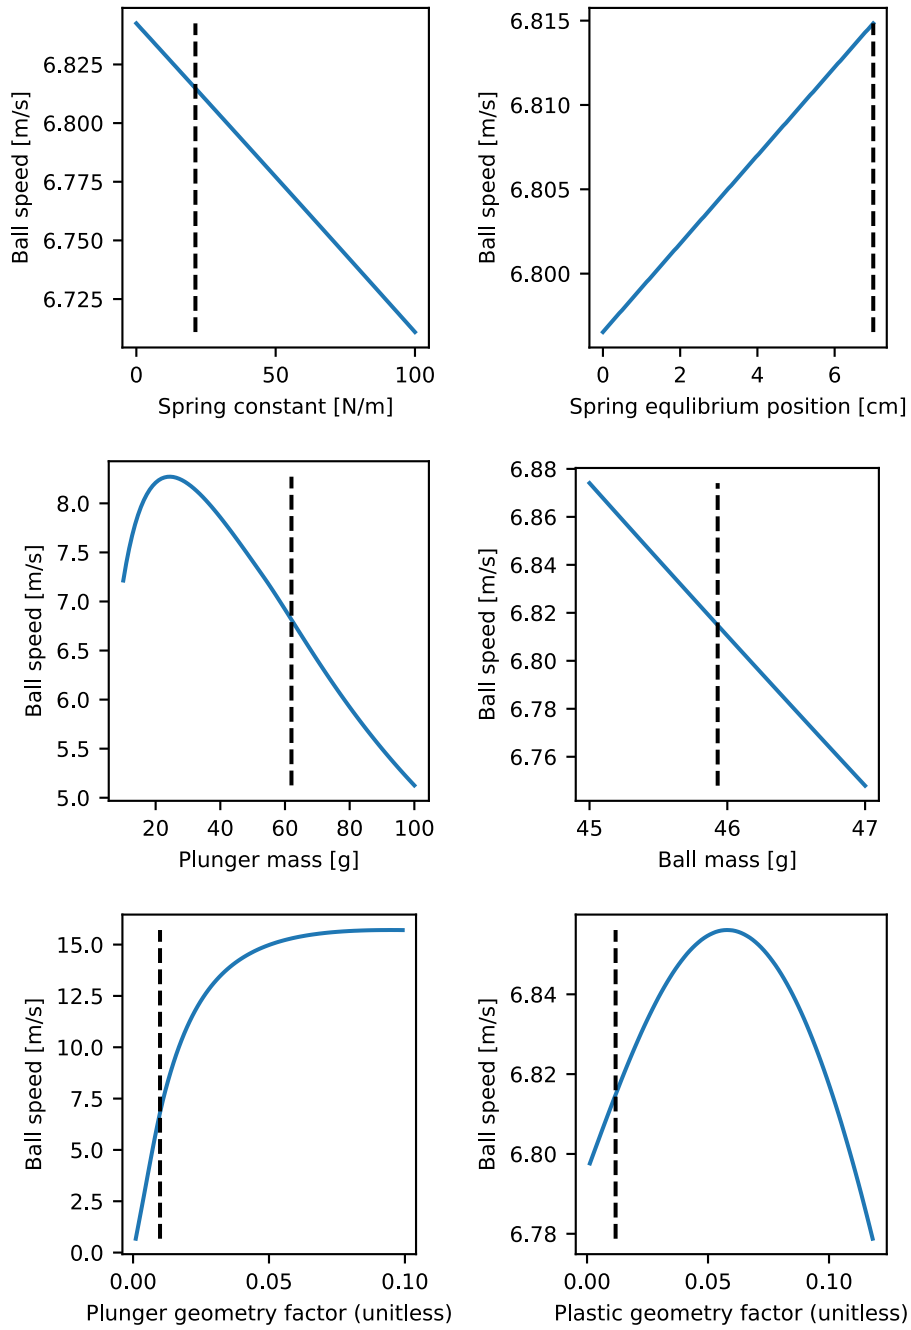 Ball speed [m/s]
6.825
6.800
6.775
6.750
6.725
0 50 100
Spring constant [N/m]
Ball speed [m/s]
6.815
6.810
6.805
6.800
0 2 4 6
Spring equlibrium position [cm]
Ball speed [m/s]
8.0
7.5
7.0
6.5
6.0
5.5
5.0
20 40 60 80 100
Plunger mass [g]
Ball speed [m/s]
6.88
6.86
6.84
6.82
6.80
6.78
6.76
45 46 47
Ball mass [g]
Ball speed [m/s]
15.0
12.5
10.0
7.5
5.0
2.5
0.0
0.00 0.05 0.10
Plunger geometry factor (unitless)
Ball speed [m/s]
6.84
6.82
6.80
6.78
0.00 0.05 0.10
Plastic geometry factor (unitless)